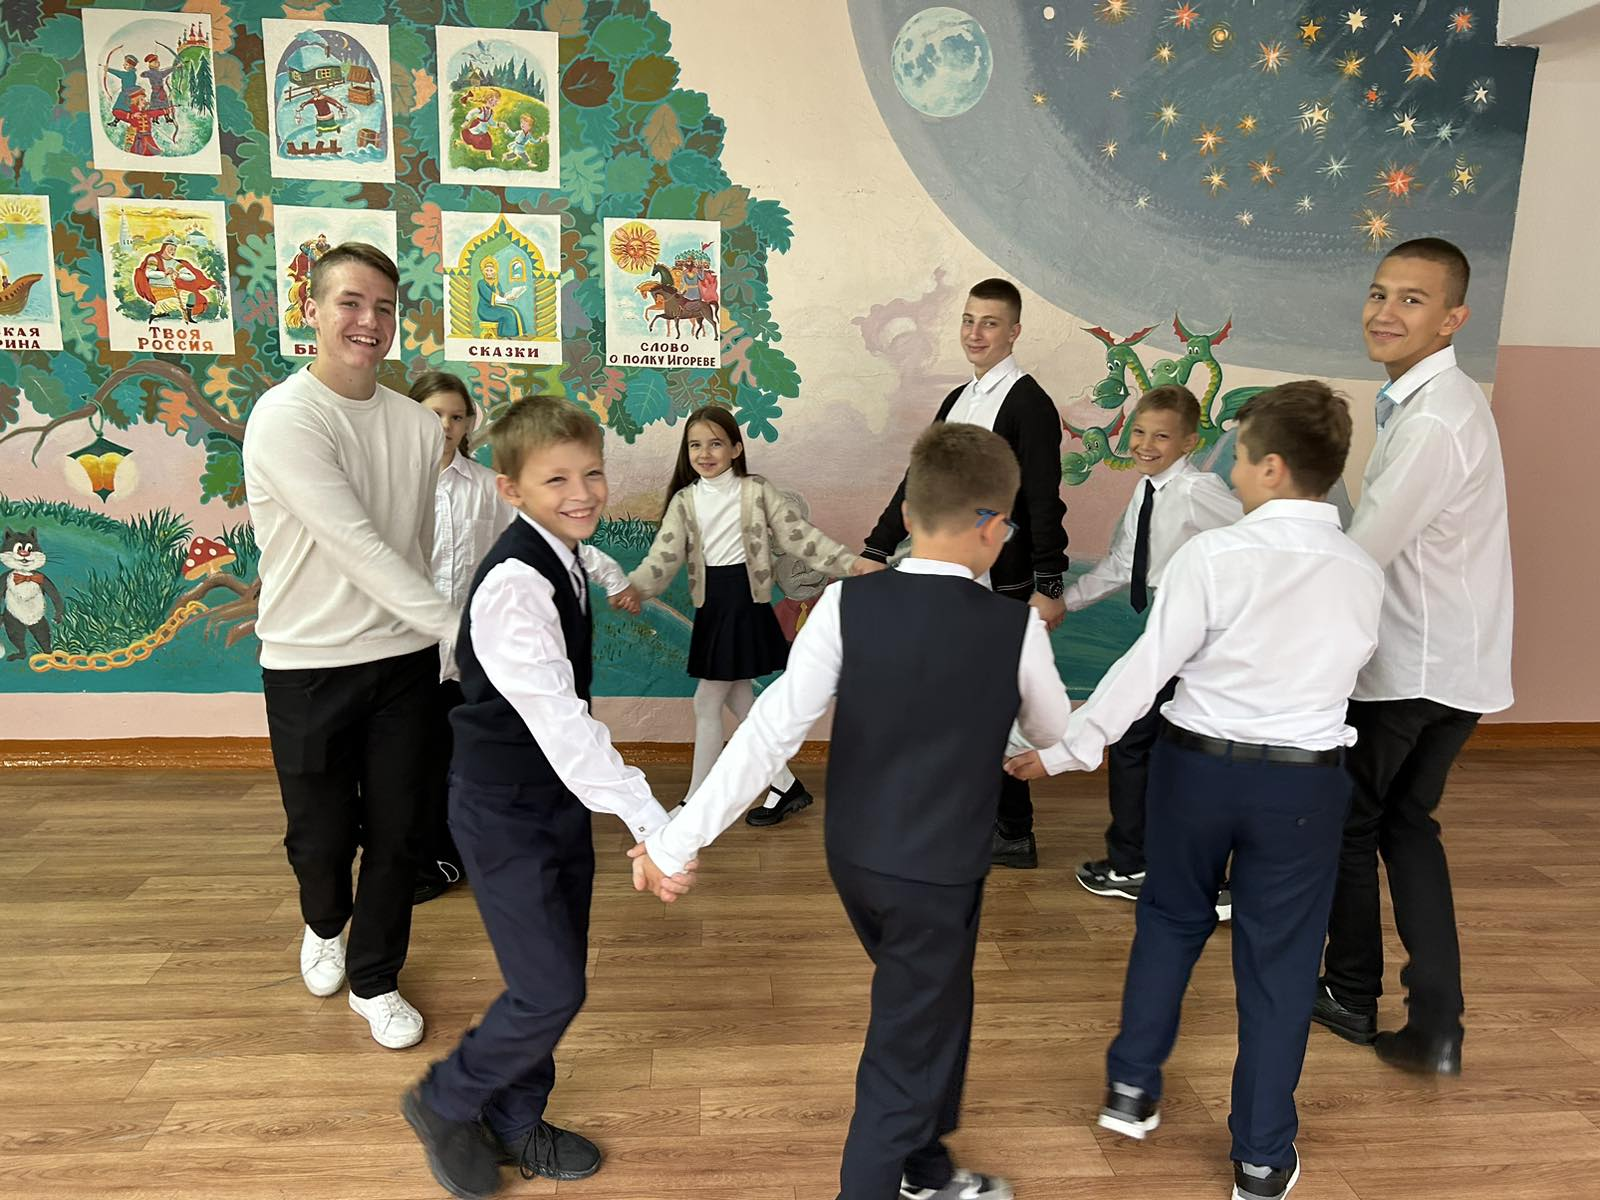 КАЯ
РИНА
ТВОЯ
РОССИЯ
СКАЗКИ
СЛОВО
О ПОЛКУ ИГОРЕВЕ